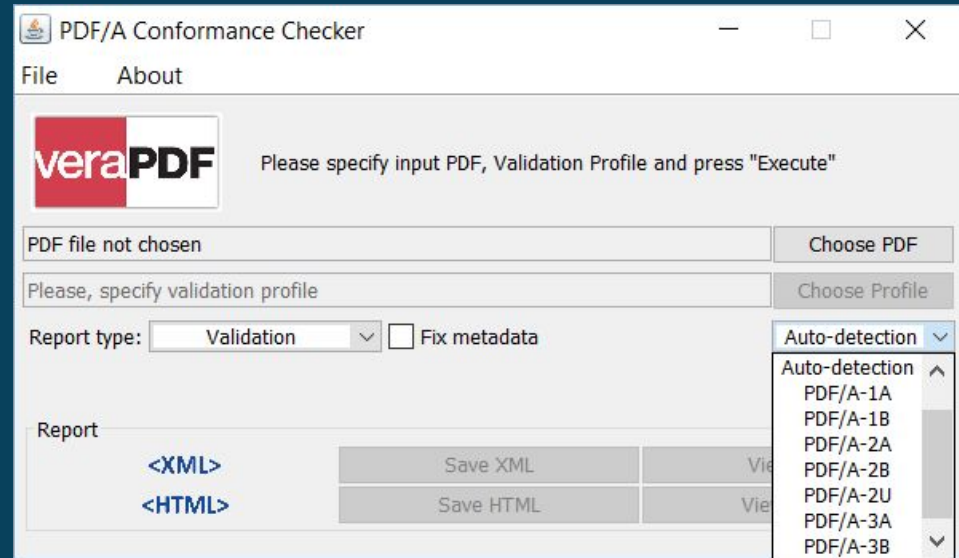 PDF/A Conformance Checker
File About
veraPDF
Please specify input PDF, Validation Profile and press "Execute"
PDF file not chosen Choose PDF
Please, specify validation profile Choose Profile
Report type: Validation Fix metadata Auto-detection
Auto-detection
PDF/A-1A
PDF/A-1B
PDF/A-2A
PDF/A-2B
PDF/A-2U
PDF/A-3A
PDF/A-3B
Report
<XML> Save XML
<HTML> Save HTML